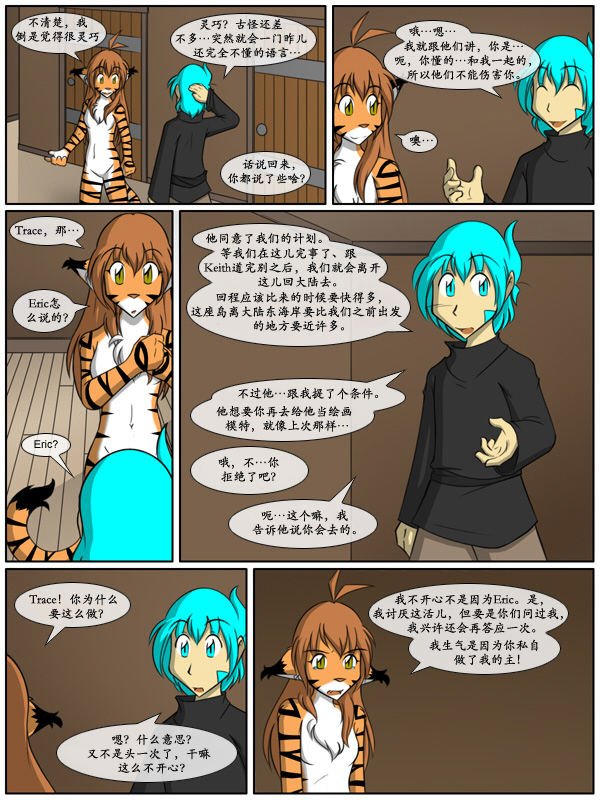 不清楚，我
倒是觉得很灵巧
灵巧？古怪还差
不多…突然就会一门昨儿
还完全不懂的语言…
话说回来，
你都说了些啥？
哦…嗯…
我就跟他们讲，你是…
呃，你懂的…和我一起的，
所以他们不能伤害你。
噢…
Trace，那…
Eric怎
么说的？
Eric？
他同意了我们的计划。
等我们在这儿完事了、跟
Keith道完别之后，我们就会离开
这儿回大陆去。
回程应该比来的时候要快得多，
这座岛离大陆东海岸要比我们之前出发
的地方要近许多。
不过他…跟我提了个条件。
他想要你再去给他当绘画
模特，就像上次那样…
哦，不…你
拒绝了吧？
呃…这个嘛，我
告诉他说你会去的。
Trace！你为什么
要这么做？
嗯？什么意思？
又不是头一次了，干嘛
这么不开心？
我不开心不是因为Eric。是，
我讨厌这活儿，但要是你们问过我，
我兴许还会再答应一次。
我生气是因为你私自
做了我的主！